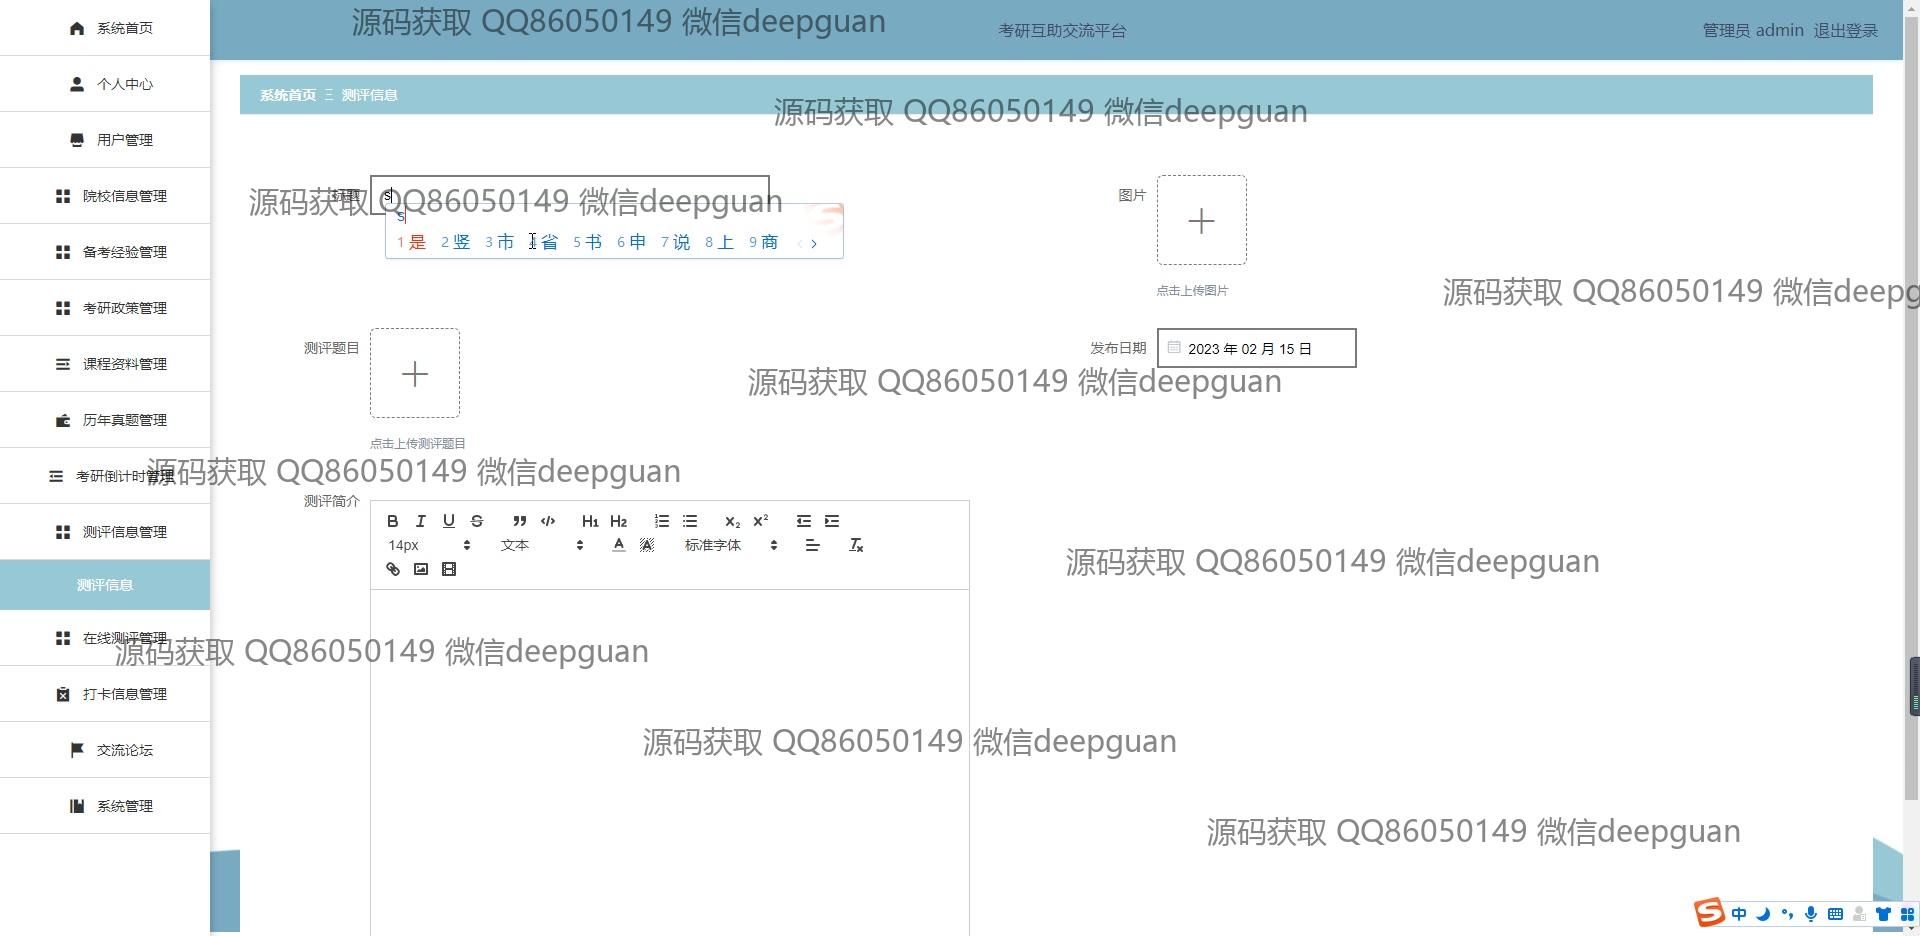 系统首页
个人中心
用户管理
院校信息管理
备考经验管理
考研政策管理
课程资料管理
历年真题管理
考研倒计时管理
测评信息管理
测评信息
在线测评管理
打卡信息管理
交流论坛
系统管理
源码获取 QQ86050149 微信deepguan
考研互助交流平台
管理员 admin 退出登录
系统首页 Ξ 测评信息
源码获取 QQ86050149 微信deepguan
标题 s
源码获取 QQ86050149 微信deepguan
s
1 是 2 竖 3 市 4 省 5 书 6 申 7 说 8 上 9 商
图片
点击上传图片
源码获取 QQ86050149 微信deepg
测评题目
点击上传测评题目
发布日期 2023 年 02 月 15 日
源码获取 QQ86050149 微信deepguan
源码获取 QQ86050149 微信deepguan
测评简介
B I U S H1 H2 X2 X2
14px 文本 A A 标准字体 Tx
源码获取 QQ86050149 微信deepguan
源码获取 QQ86050149 微信deepguan
源码获取 QQ86050149 微信deepguan
源码获取 QQ86050149 微信deepguan
S 中